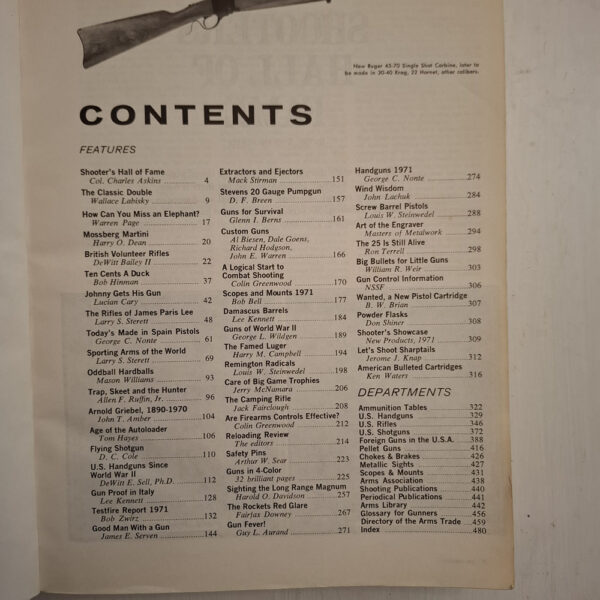 New Ruger 45-70 Single Shot Carbine, later to
be made in 30-40 Krag, 22 Hornet, other calibers.
CONTENTS
FEATURES
Shooter's Hall of Fame
Col. Charles Askins 4
The Classic Double
Wallace Labisky 9
How Can You Miss an Elephant?
Warren Page 17
Mossberg Martini
Harry O. Dean 20
British Volunteer Rifles
DeWitt Bailey II 22
Ten Cents A Duck
Bob Hinman 37
Johnny Gets His Gun
Lucian Cary 42
The Rifles of James Paris Lee
Larry S. Sterett 48
Today's Made in Spain Pistols
George C. Nonte 61
Sporting Arms of the World
Larry S. Sterett 69
Oddball Hardballs
Mason Williams 93
Trap, Skeet and the Hunter
Allen F. Ruffin, Jr. 96
Arnold Griebel, 1890-1970
John T. Amber 104
Age of the Autoloader
Tom Hayes 106
Flying Shotgun
D. C. Cole 110
U.S. Handguns Since
World War II
DeWitt E. Sell, Ph.D. 112
Gun Proof in Italy
Lee Kennett 128
Testfire Report 1971
Bob Zwirz 132
Good Man With a Gun
James E. Serven 144
Extractors and Ejectors
Mack Stirman 151
Stevens 20 Gauge Pumpgun
D. F. Breen 157
Guns for Survival
Glenn I. Berns 161
Custom Guns
Al Biesen, Dale Goens,
Richard Hodgson,
John E. Warren 166
A Logical Start to
Combat Shooting
Colin Greenwood 170
Scopes and Mounts 1971
Bob Bell 177
Damascus Barrels
Lee Kennett 184
Guns of World War II
George L. Wildgen 189
The Famed Luger
Harry M. Campbell 194
Remington Radicals
Louis W. Steinwedel 198
Care of Big Game Trophies
Jerry McNamara 206
The Camping Rifle
Jack Fairclough 208
Are Firearms Controls Effective?
Colin Greenwood 212
Reloading Review
The editors 214
Safety Pins
Arthur W. Sear 223
Guns in 4-Color
32 brilliant pages 225
Sighting the Long Range Magnum
Harold O. Davidson 257
The Rockets Red Glare
Fairfax Downey 267
Gun Fever!
Guy L. Aurand 271
Handguns 1971
George C. Nonte 274
Wind Wisdom
John Lachuk 284
Screw Barrel Pistols
Louis W. Steinwedel 288
Art of the Engraver
Masters of Metalwork 294
The 25 Is Still Alive
Ron Terrell 298
Big Bullets for Little Guns
William R. Weir 303
Gun Control Information
NSSF 306
Wanted, a New Pistol Cartridge
B. W. Brian 307
Powder Flasks
Don Shiner 308
Shooter's Showcase
New Products, 1971 309
Let's Shoot Sharptails
Jerome J. Knap 312
American Bulleted Cartridges
Ken Waters 316
DEPARTMENTS
Ammunition Tables 322
U.S. Handguns 329
U.S. Rifles 346
U.S. Shotguns 372
Foreign Guns in the U.S.A. 388
Pellet Guns 416
Chokes & Brakes 426
Metallic Sights 427
Scopes & Mounts 431
Arms Association 438
Shooting Publications 440
Periodical Publications 441
Arms Library 442
Glossary for Gunners 456
Directory of the Arms Trade 459
Index 480